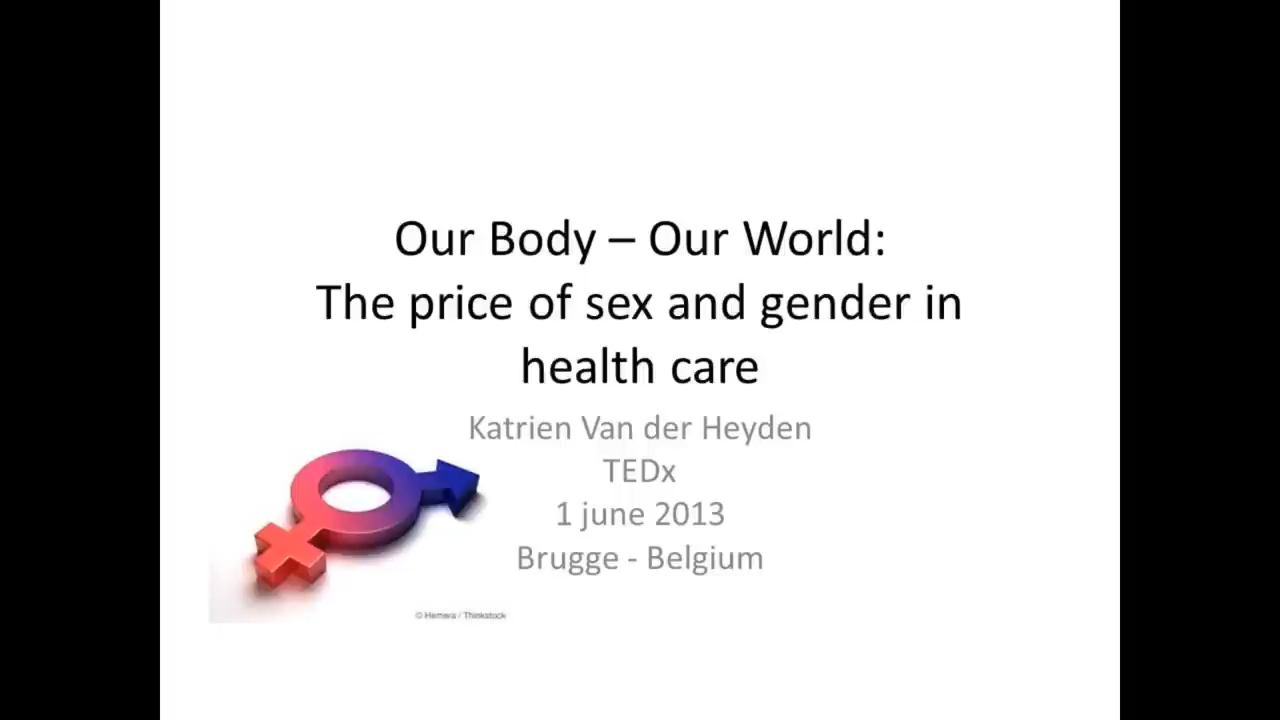 Our Body – Our World:
The price of sex and gender in
health care
Katrien Van der Heyden
TEDx
1 june 2013
Brugge - Belgium
© Hemera / Thinkstock